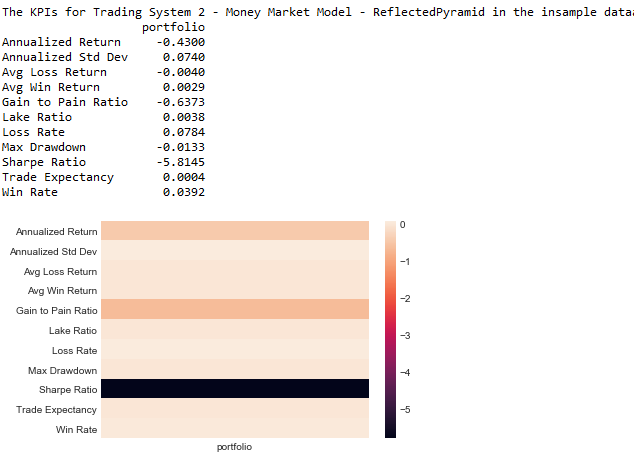 The KPIs for Trading System 2 - Money Market Model - ReflectedPyramid in the insample
portfolio
Annualized Return -0.4300
Annualized Std Dev 0.0740
Avg Loss Return -0.0040
Avg Win Return 0.0029
Gain to Pain Ratio -0.6373
Lake Ratio 0.0038
Loss Rate 0.0784
Max Drawdown -0.0133
Sharpe Ratio -5.8145
Trade Expectancy 0.0004
Win Rate 0.0392
Annualized Return
Annualized Std Dev
Avg Loss Return
Avg Win Return
Gain to Pain Ratio
Lake Ratio
Loss Rate
Max Drawdown
Sharpe Ratio
Trade Expectancy
Win Rate
portfolio
0
−1
−2
−3
−4
−5